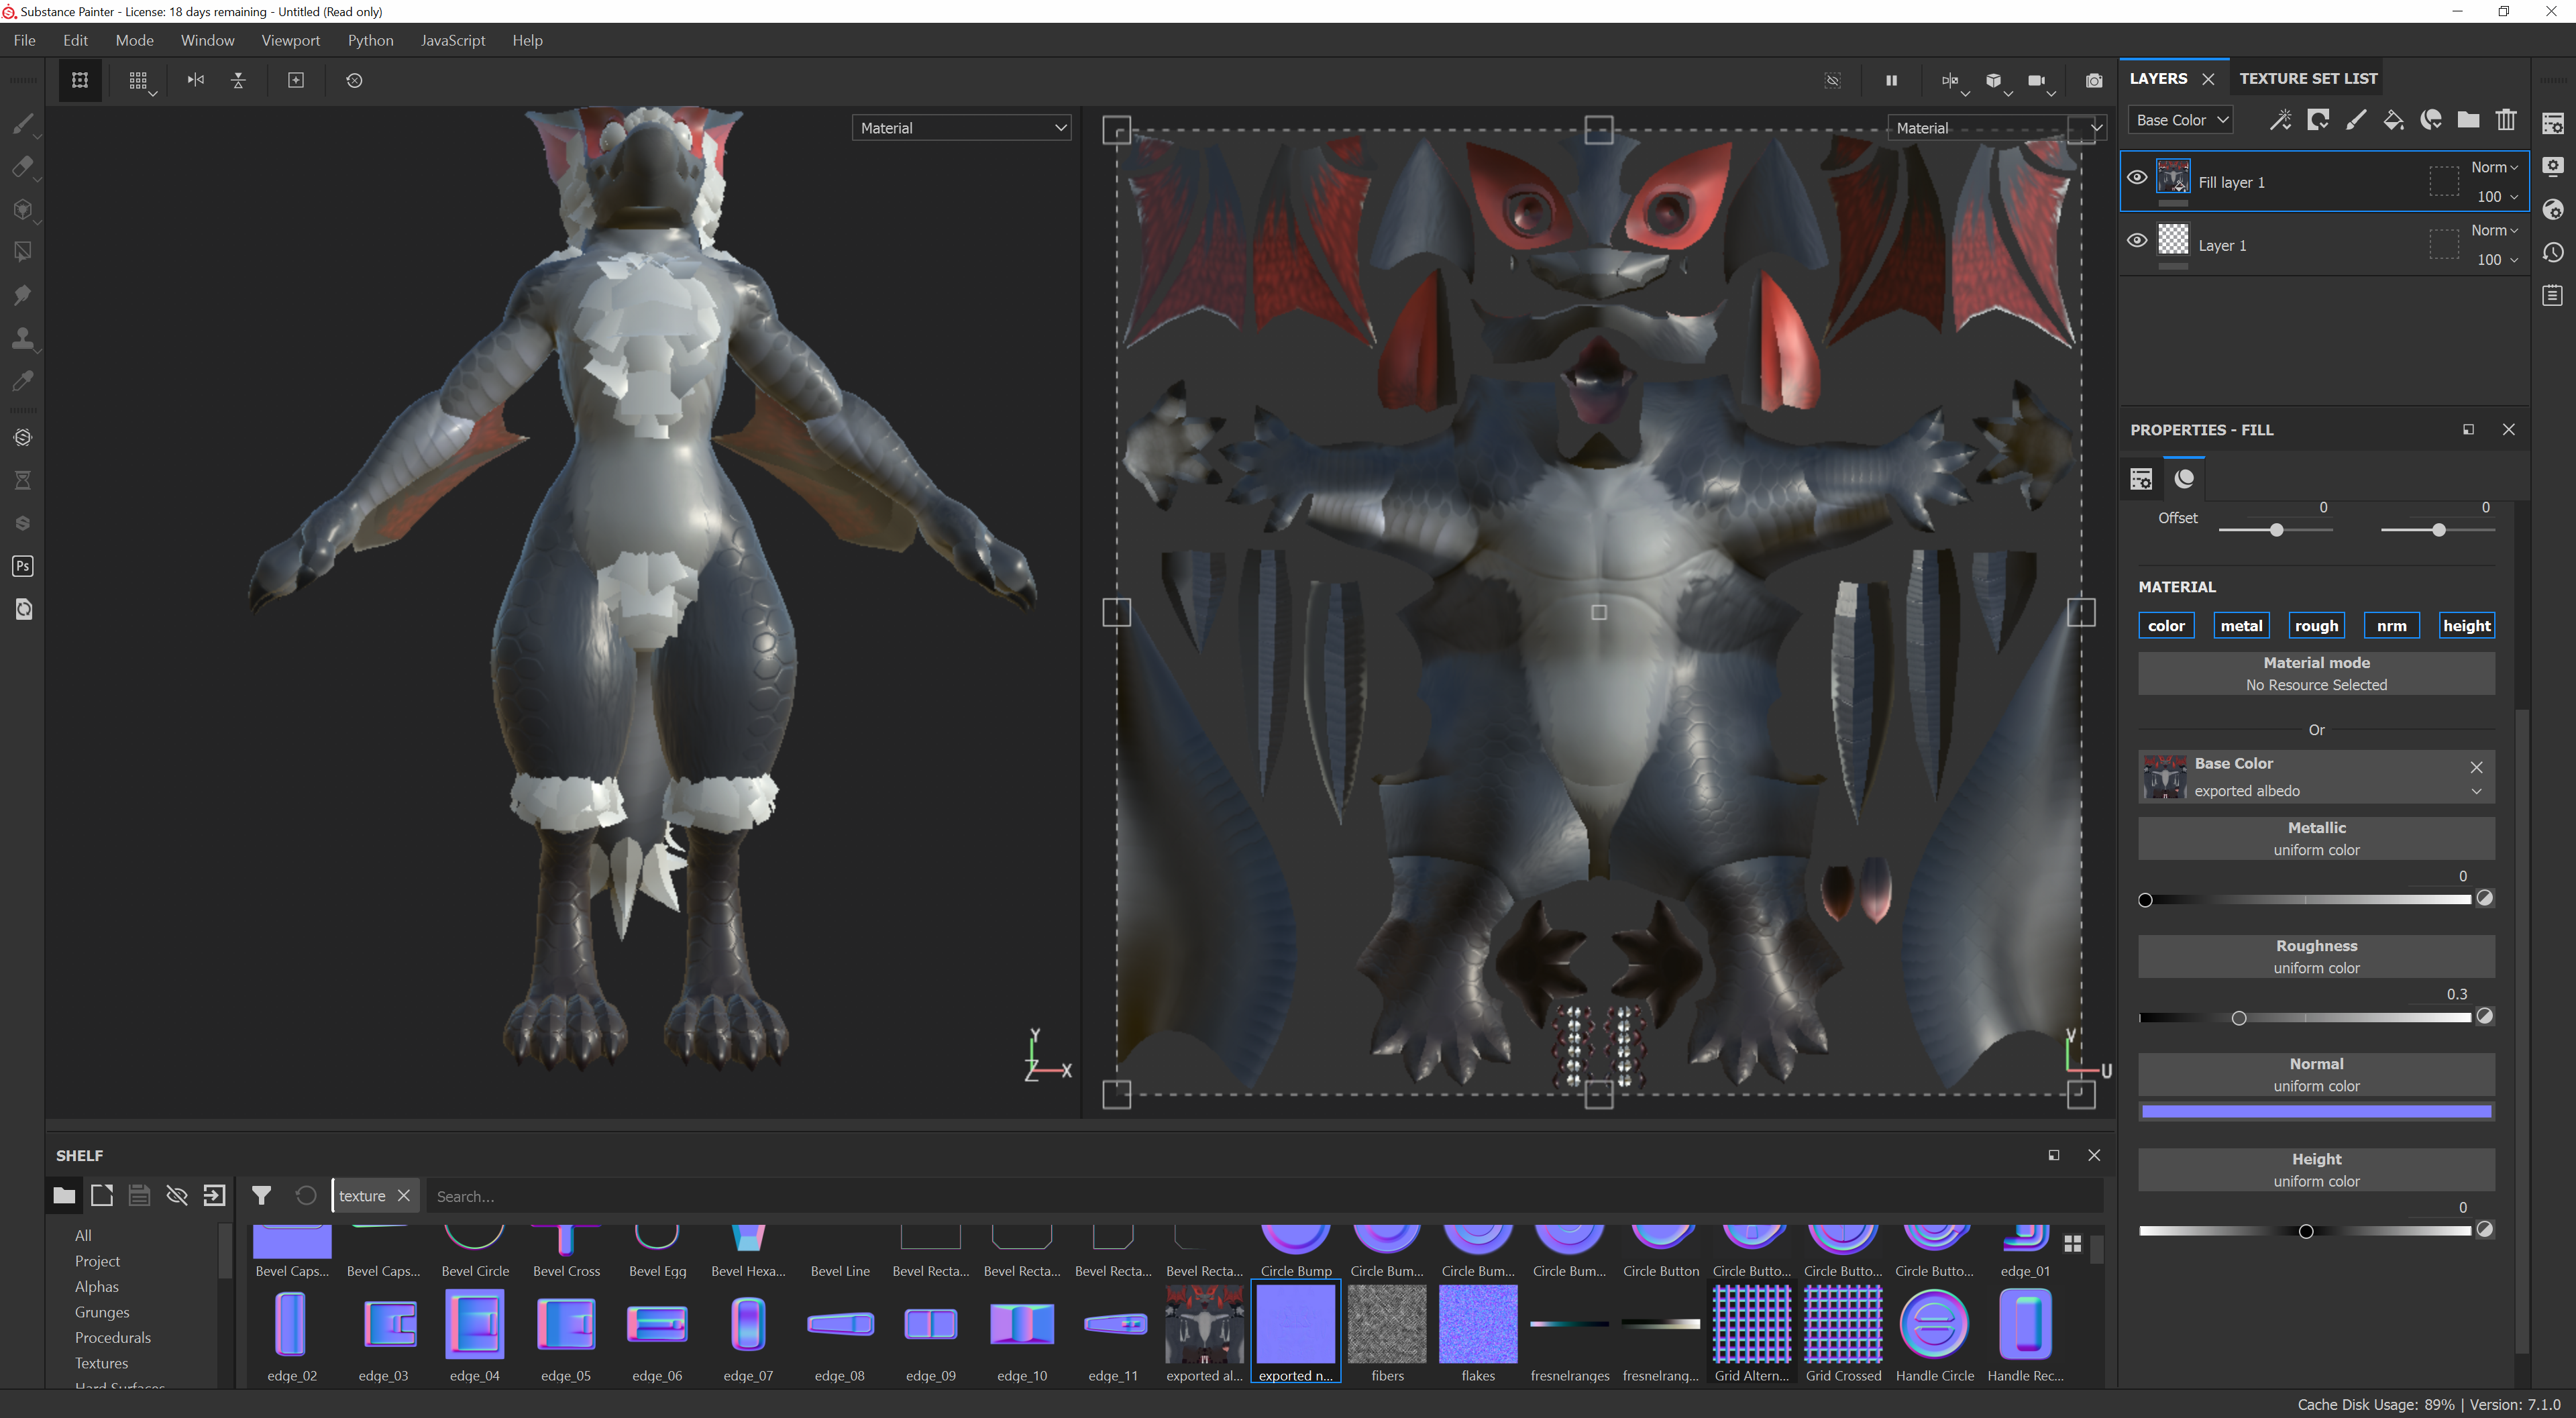 Substance Painter - License: 18 days remaining - Untitled (Read only)
File Edit Mode Window Viewport Python JavaScript Help
Material
Material
LAYERS
TEXTURE SET LIST
Base Color
Norm
Fill layer 1
100
Norm
Layer 1
100
PROPERTIES - FILL
0 0
Offset
MATERIAL
color metal rough nrm height
Material mode
No Resource Selected
Or
Base Color
exported albedo
Metallic
uniform color
0
Roughness
uniform color
0.3
Normal
uniform color
Height
uniform color
0
Ps
Y
Z X
V
U
SHELF
texture
Search...
All
Project
Alphas
Grunges
Procedurals
Textures
Hard Surfaces
Bevel Caps... Bevel Caps... Bevel Circle Bevel Cross Bevel Egg Bevel Hexa... Bevel Line Bevel Recta... Bevel Recta... Bevel Recta... Bevel Recta... Circle Bump Circle Bum... Circle Bum... Circle Bum... Circle Button Circle Butto... Circle Butto... Circle Butto... edge_01
edge_02 edge_03 edge_04 edge_05 edge_06 edge_07 edge_08 edge_09 edge_10 edge_11 exported al... exported n... fibers flakes fresnelranges fresnelrang... Grid Altern... Grid Crossed Handle Circle Handle Rec...
Cache Disk Usage: 89% | Version: 7.1.0